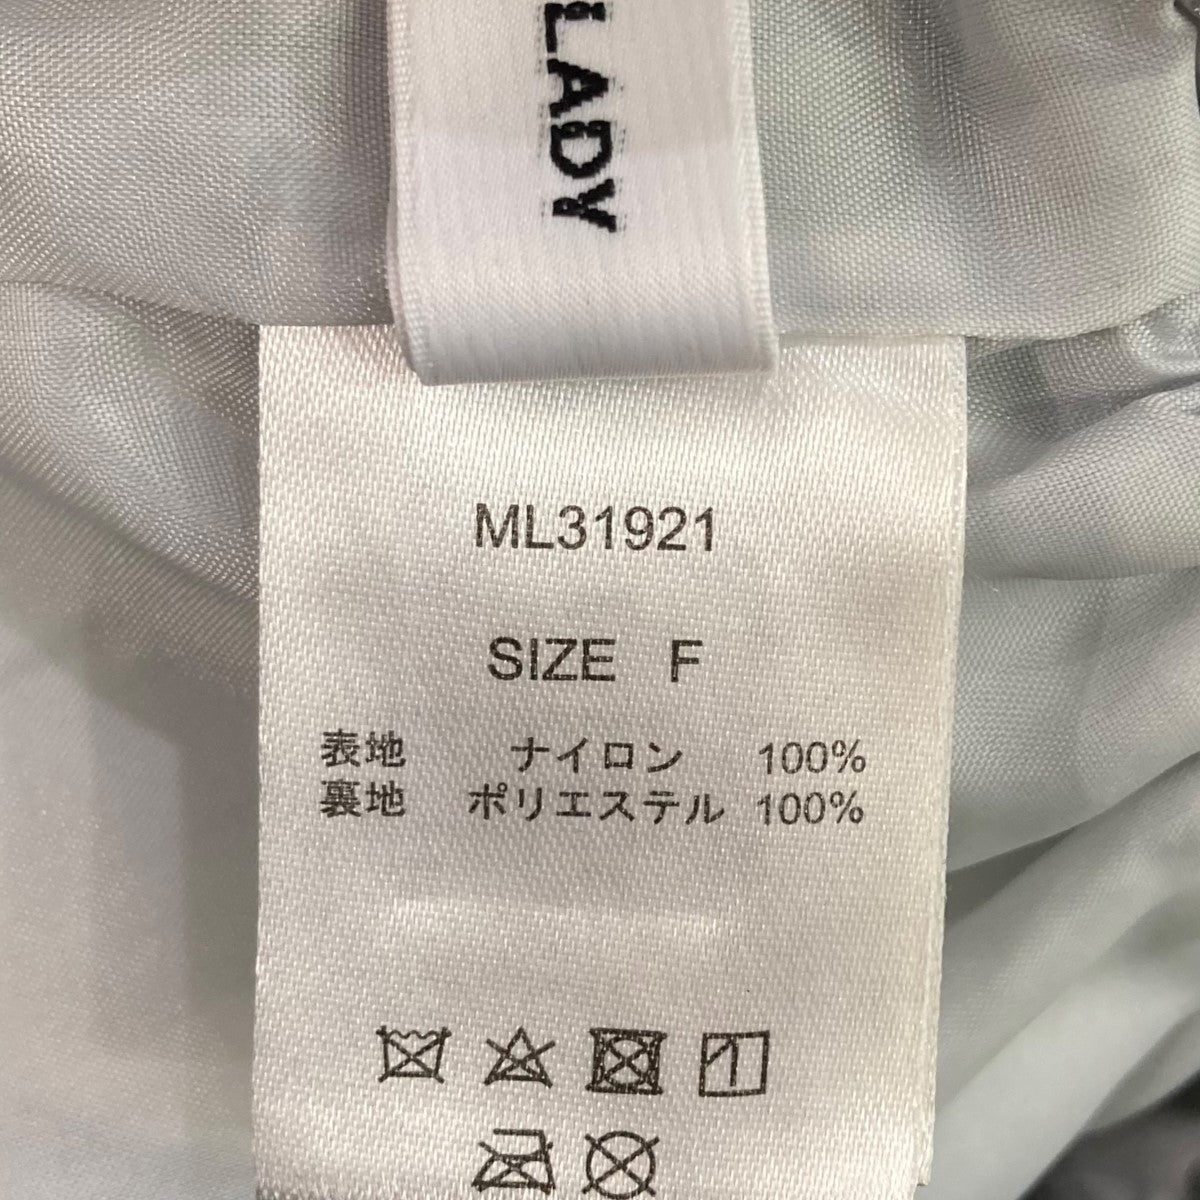 LADY
ML31921
SIZE F
表地 ナイロン 100%
裏地 ポリエステル 100%